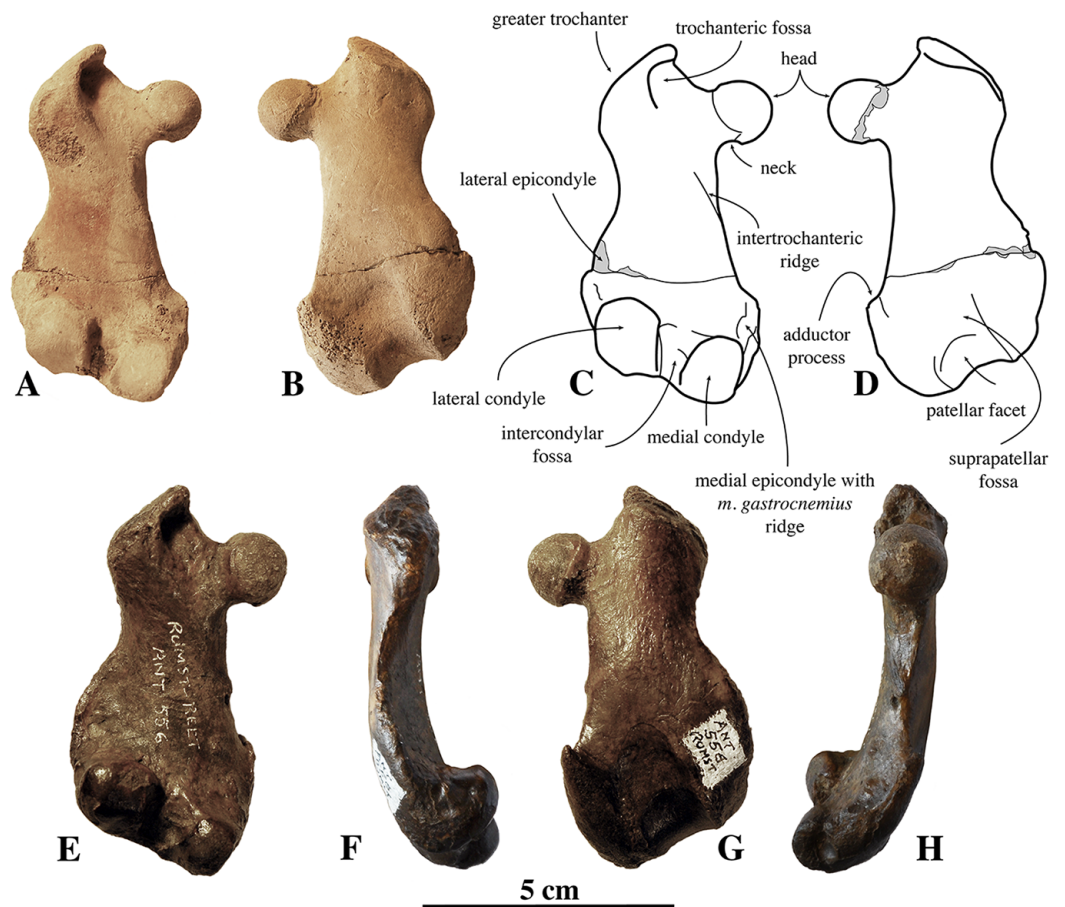 greater trochanter
trochanteric fossa
head
neck
lateral epicondyle
intertrochanteric
ridge
adductor
process
A
B
C
D
lateral condyle
patellar facet
intercondylar
fossa
medial condyle
suprapatellar
fossa
medial epicondyle with
m. gastrocnemius
ridge
RUMST-REET
ANT 556
ANT
556
RUMST
E
F
G
H
5 cm